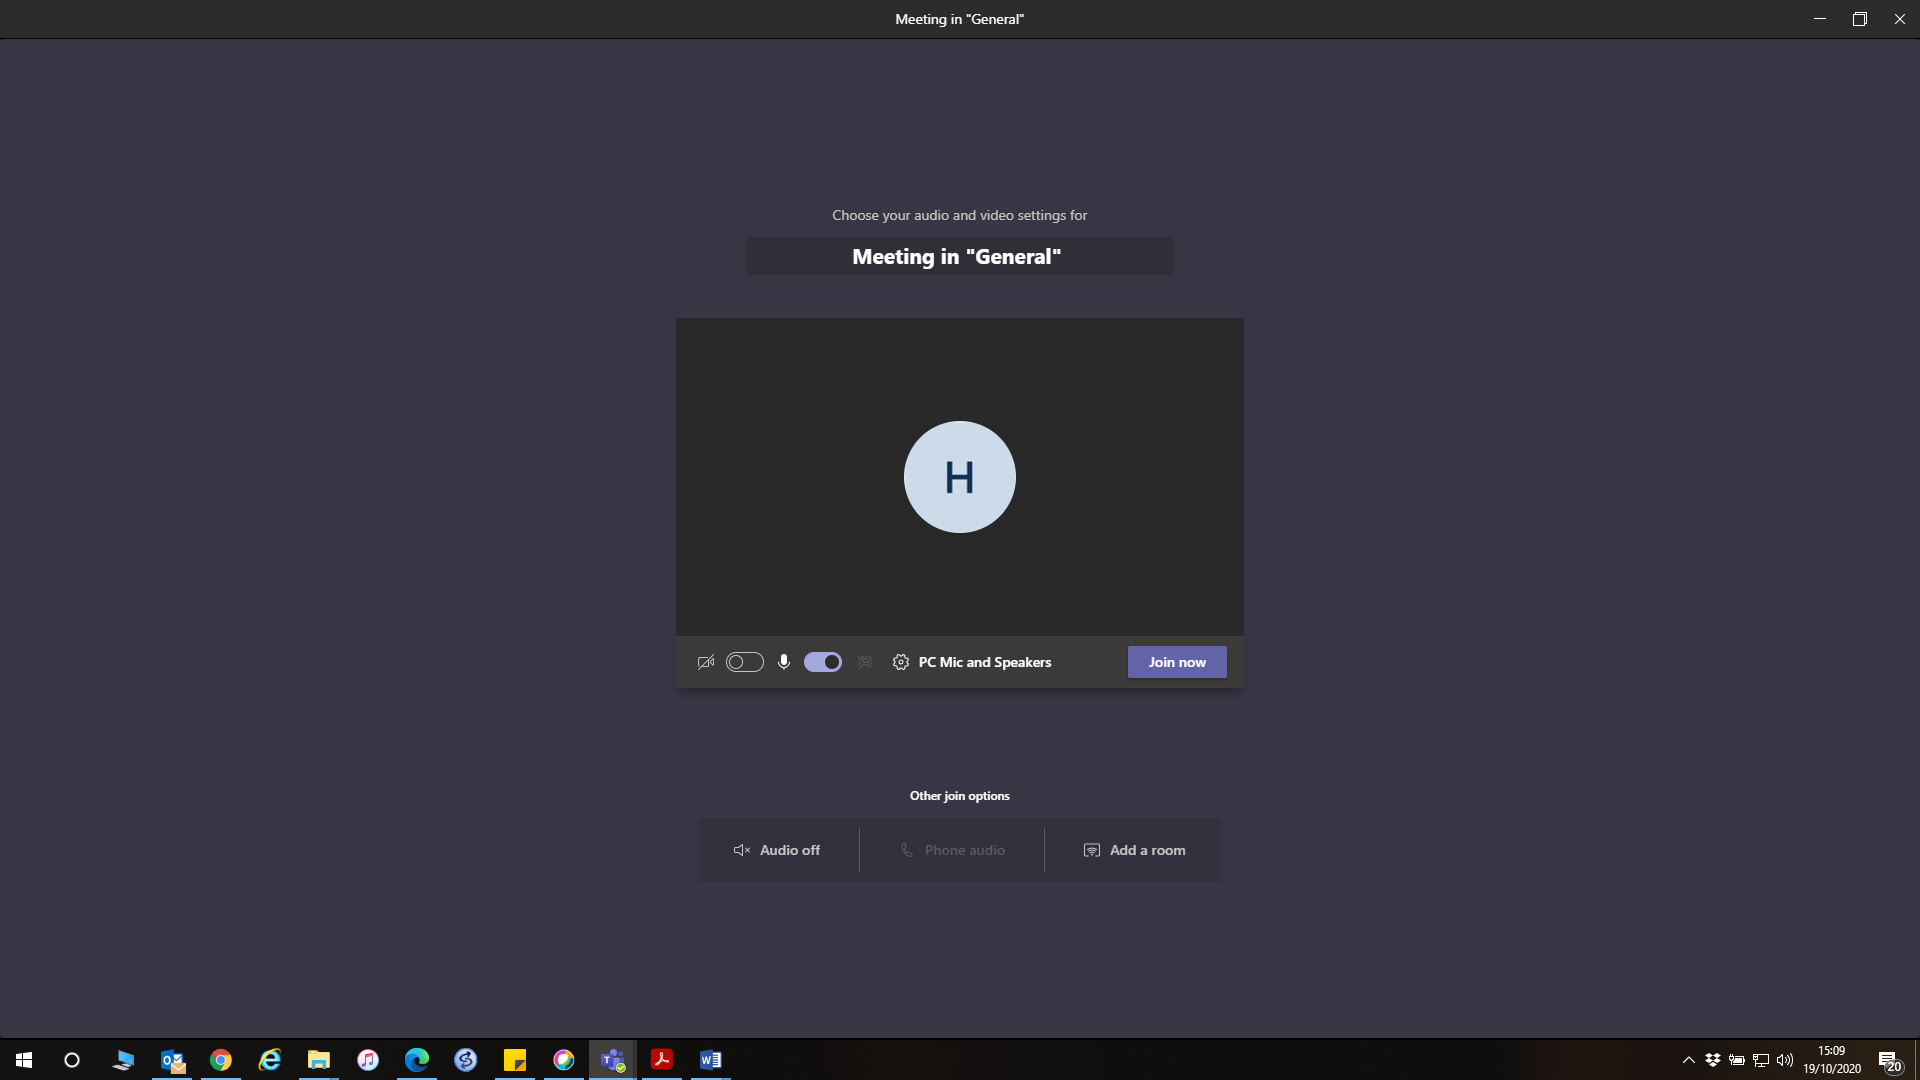 Meeting in "General"
Choose your audio and video settings for
Meeting in "General"
H
PC Mic and Speakers
Join now
Other join options
Audio off
Phone audio
Add a room
15:09
19/10/2020
20